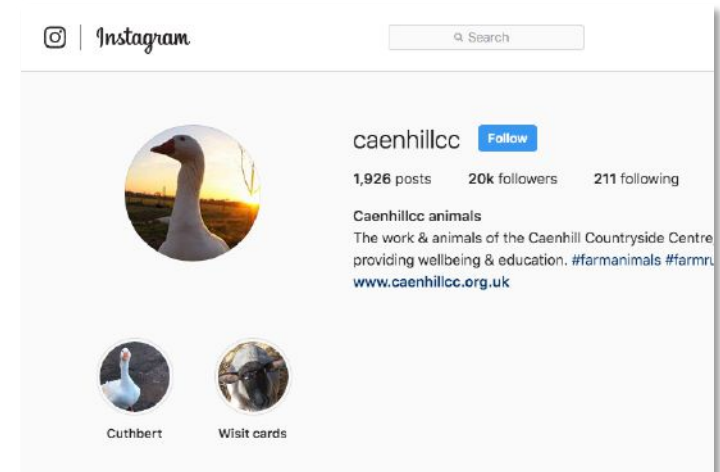 Instagram
Search
caenhillcc Follow
1,926 posts 20k followers 211 following
Caenhillcc animals
The work & animals of the Caenhill Countryside Centre,
providing wellbeing & education. #farmanimals #farmru
www.caenhillcc.org.uk
Cuthbert Wisit cards